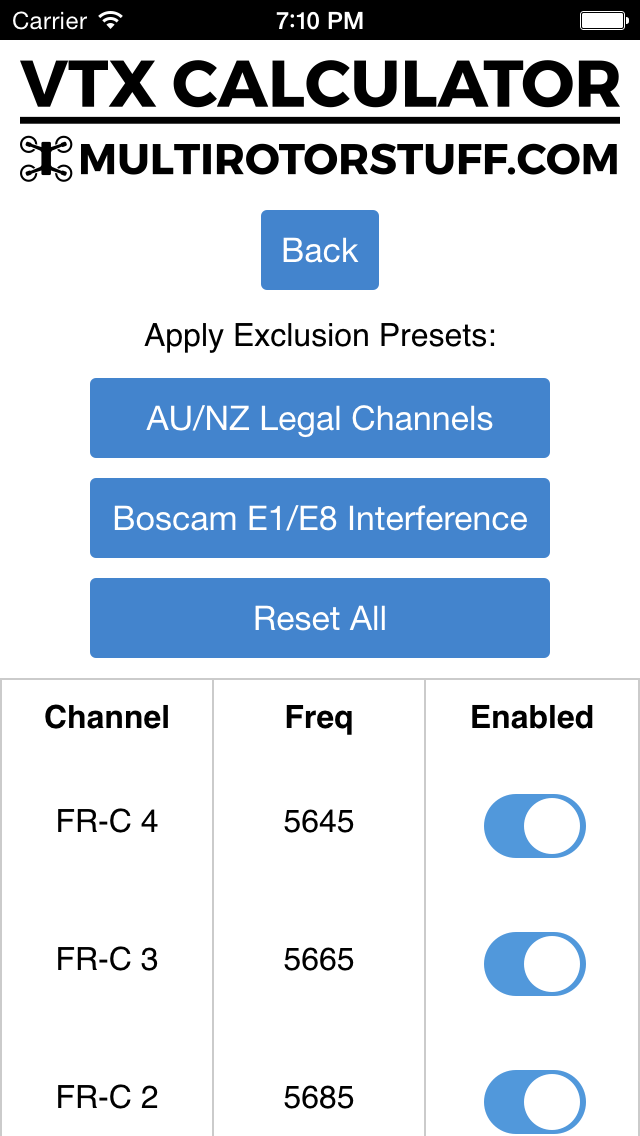 Carrier 7:10 PM
VTX CALCULATOR
MULTIROTORSTUFF.COM
Back
Apply Exclusion Presets:
AU/NZ Legal Channels
Boscam E1/E8 Interference
Reset All
Channel Freq Enabled
FR-C 4 5645
FR-C 3 5665
FR-C 2 5685